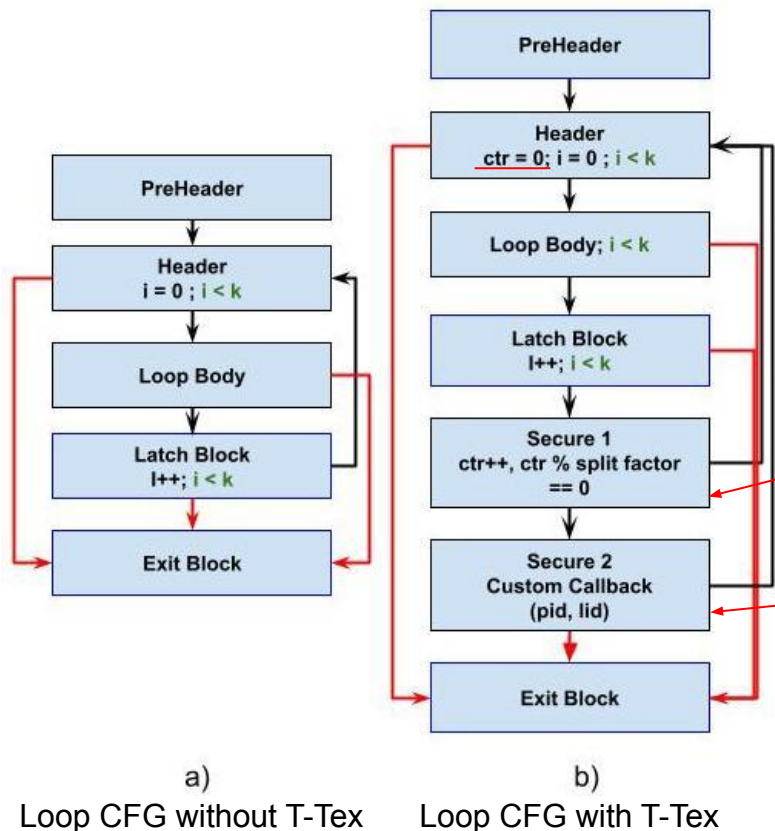 PreHeader
Header
i = 0 ; i < k
Loop Body
Latch Block
I++; i < k
Exit Block
a)
Loop CFG without T-Tex
PreHeader
Header
ctr = 0; i = 0 ; i < k
Loop Body; i < k
Latch Block
I++; i < k
Secure 1
ctr++, ctr % split factor
== 0
Secure 2
Custom Callback
(pid, lid)
Exit Block
b)
Loop CFG with T-Tex